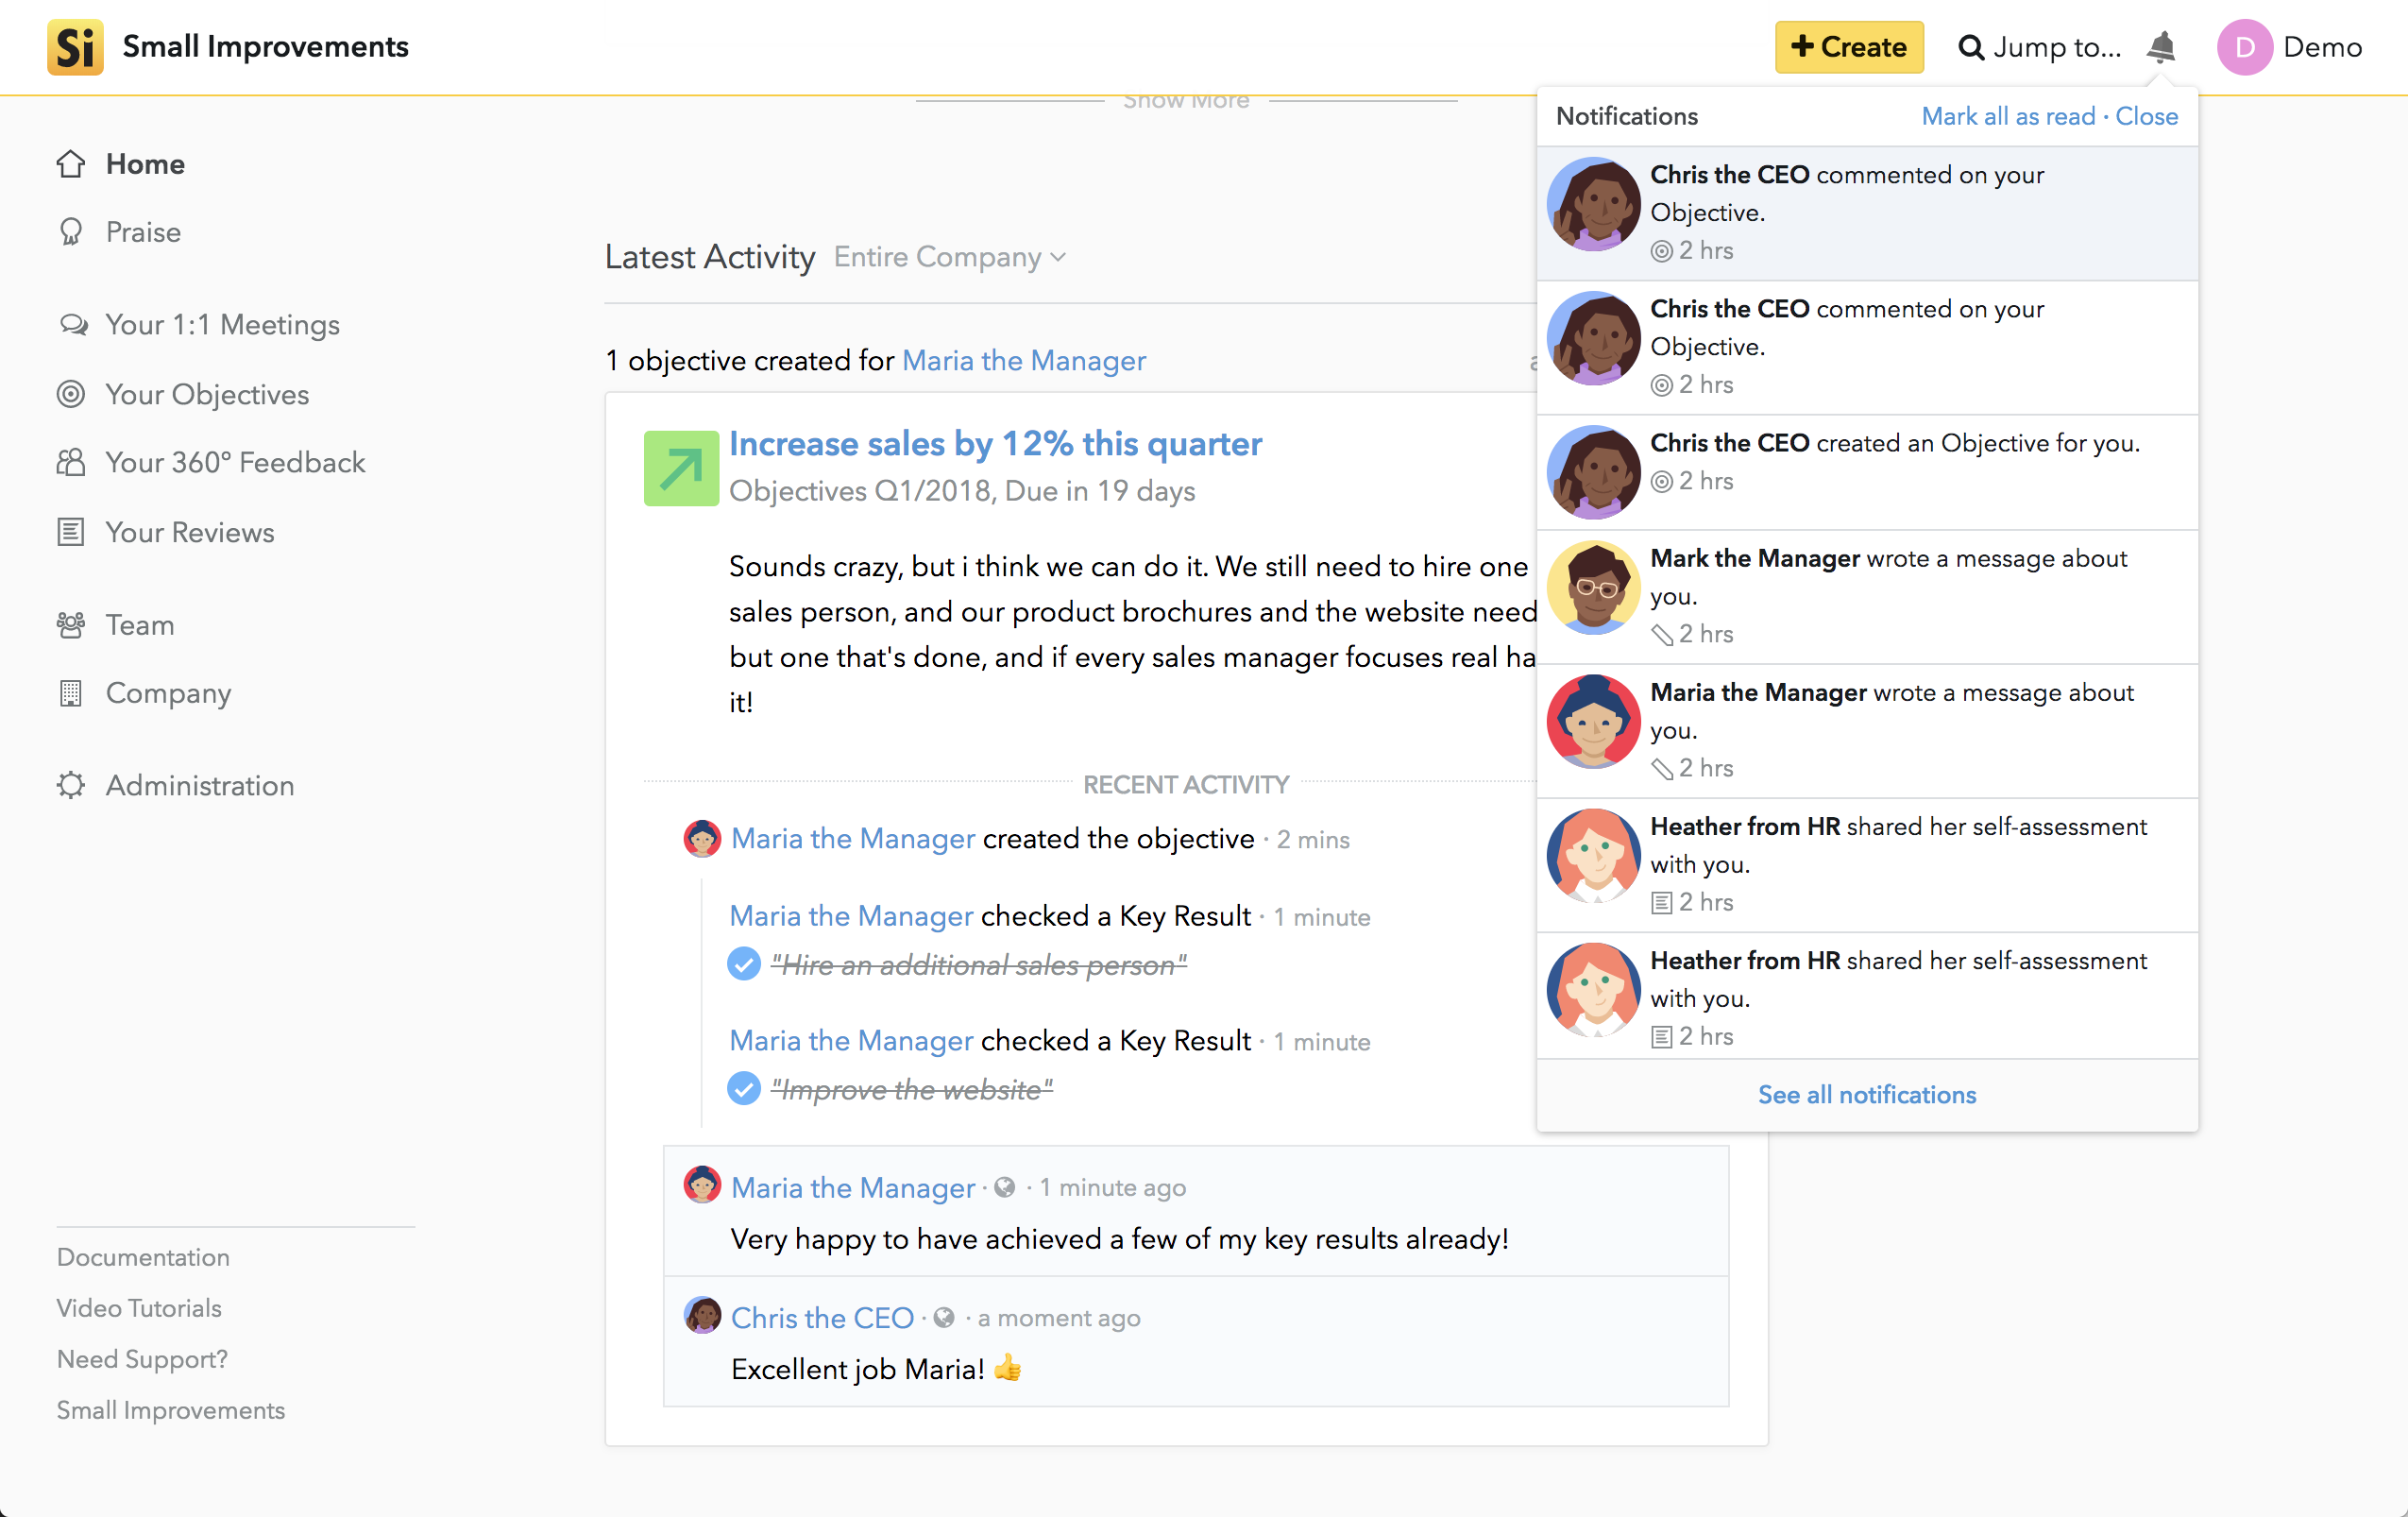 Si Small Improvements
+ Create
Jump to...
D Demo
Show More
Home
Praise
Your 1:1 Meetings
Your Objectives
Your 360° Feedback
Your Reviews
Team
Company
Administration
Documentation
Video Tutorials
Need Support?
Small Improvements
Latest Activity Entire Company
1 objective created for Maria the Manager
Increase sales by 12% this quarter
Objectives Q1/2018, Due in 19 days
Sounds crazy, but i think we can do it. We still need to hire one
sales person, and our product brochures and the website need
but one that's done, and if every sales manager focuses real
it!
RECENT ACTIVITY
Maria the Manager created the objective · 2 mins
Maria the Manager checked a Key Result · 1 minute
"Hire an additional sales person"
Maria the Manager checked a Key Result · 1 minute
"Improve the website"
Maria the Manager · · 1 minute ago
Very happy to have achieved a few of my key results already!
Chris the CEO · · a moment ago
Excellent job Maria! 👍
Notifications
Mark all as read · Close
Chris the CEO commented on your
Objective.
2 hrs
Chris the CEO commented on your
Objective.
2 hrs
Chris the CEO created an Objective for you.
2 hrs
Mark the Manager wrote a message about
you.
2 hrs
Maria the Manager wrote a message about
you.
2 hrs
Heather from HR shared her self-assessment
with you.
2 hrs
Heather from HR shared her self-assessment
with you.
2 hrs
See all notifications